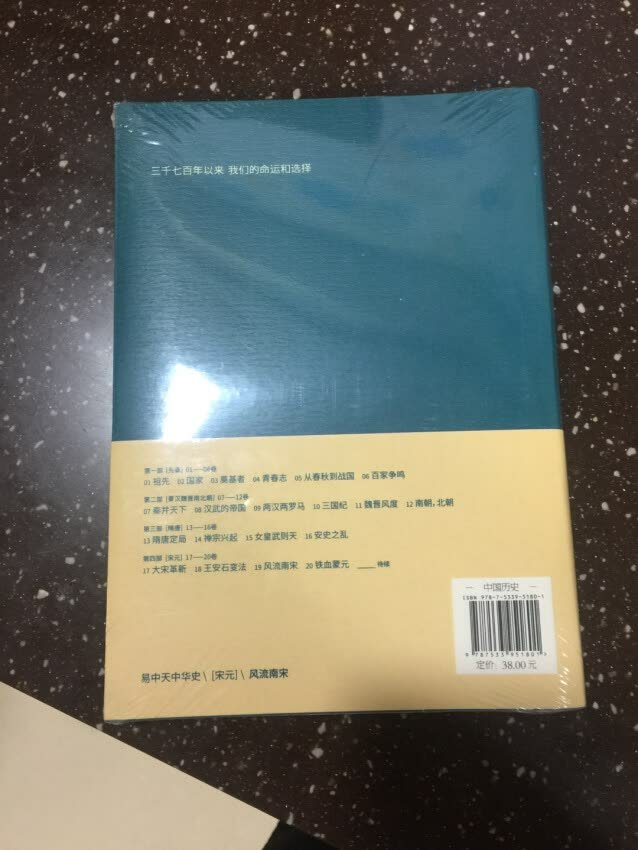 三千七百年以来 我们的命运和选择
第一部 [先秦] 01——06卷
01 祖先 02 国家 03 奠基者 04 青春志 05 从春秋到战国 06 百家争鸣
第二部 [秦汉魏晋南北朝] 07——12卷
07 秦并天下 08 汉武的帝国 09 两汉两罗马 10 三国纪 11 魏晋风度 12 南朝,北朝
第三部 [隋唐] 13——16卷
13 隋唐定局 14 禅宗兴起 15 女皇武则天 16 安史之乱
第四部 [宋元] 17——20卷
17 大宋革新 18 王安石变法 19 风流南宋 20 铁血蒙元 ____ 待续
— 中国历史 —
ISBN 978-7-5339-5180-1
9 787533 951801 >
定价: 38.00 元
易中天中华史 \ [宋元] \ 风流南宋